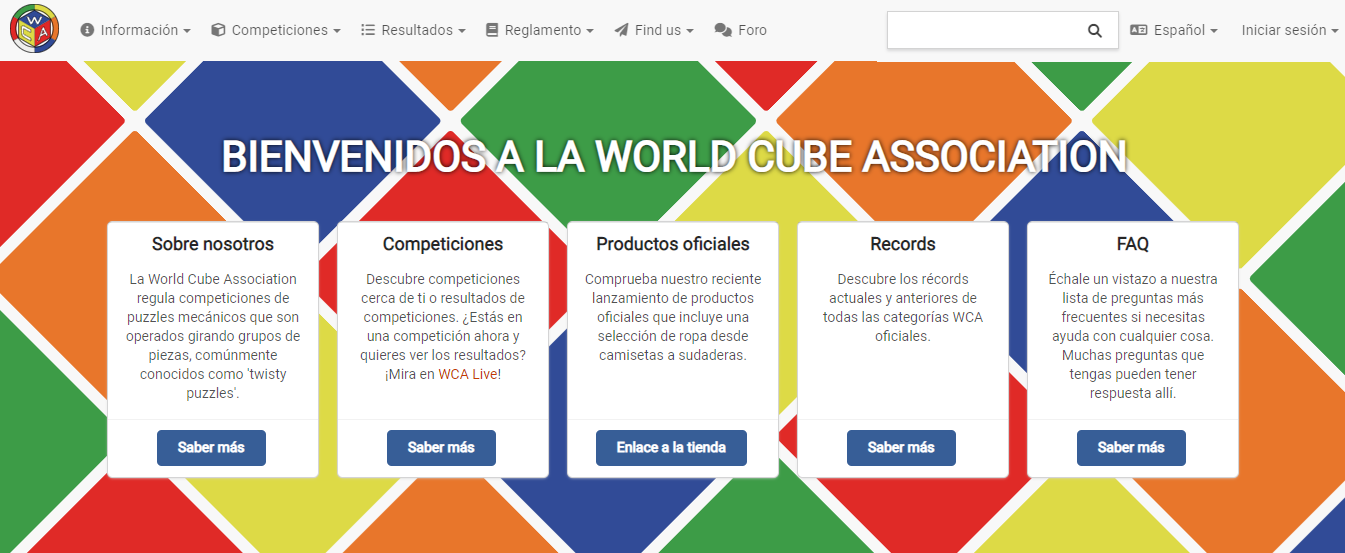 W C A
Información Competiciones Resultados Reglamento Find us Foro Español Iniciar sesión
BIENVENIDOS A LA WORLD CUBE ASSOCIATION
Sobre nosotros
La World Cube Association
regula competiciones de
puzzles mecánicos que son
operados girando grupos de
piezas, comúnmente
conocidos como 'twisty
puzzles'.
Saber más
Competiciones
Descubre competiciones
cerca de ti o resultados de
competiciones. ¿Estás en
una competición ahora y
quieres ver los resultados?
¡Mira en WCA Live!
Saber más
Productos oficiales
Comprueba nuestro reciente
lanzamiento de productos
oficiales que incluye una
selección de ropa desde
camisetas a sudaderas.
Enlace a la tienda
Records
Descubre los récords
actuales y anteriores de
todas las categorías WCA
oficiales.
Saber más
FAQ
Échale un vistazo a nuestra
lista de preguntas más
frecuentes si necesitas
ayuda con cualquier cosa.
Muchas preguntas que
tengas pueden tener
respuesta allí.
Saber más